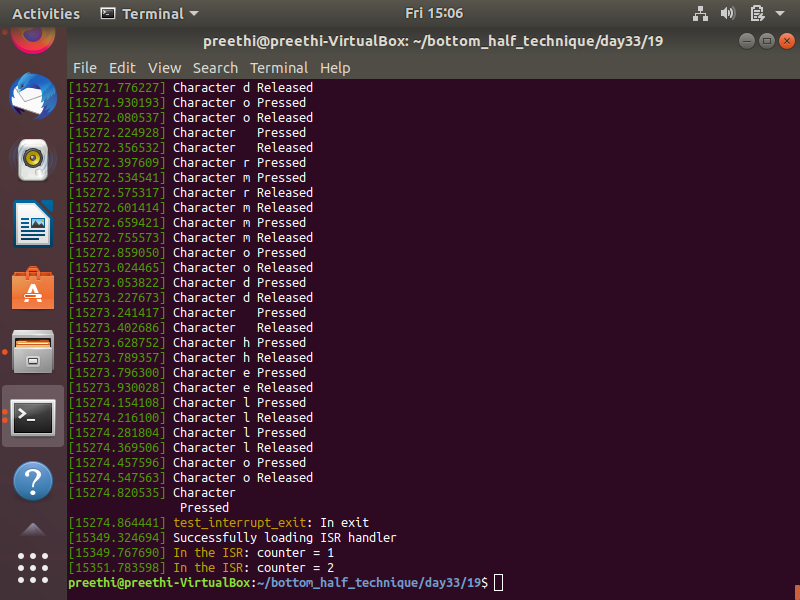 Activities Terminal Fri 15:06
preethi@preethi-VirtualBox: ~/bottom_half_technique/day33/19
File Edit View Search Terminal Help
[15271.776227] Character d Released
[15271.930193] Character o Pressed
[15272.080537] Character o Released
[15272.224928] Character   Pressed
[15272.356532] Character   Released
[15272.397609] Character r Pressed
[15272.534541] Character m Pressed
[15272.575317] Character r Released
[15272.601414] Character m Released
[15272.659421] Character m Pressed
[15272.755573] Character m Released
[15272.859050] Character o Pressed
[15273.024465] Character o Released
[15273.053822] Character d Pressed
[15273.227673] Character d Released
[15273.241417] Character   Pressed
[15273.402686] Character   Released
[15273.628752] Character h Pressed
[15273.789357] Character h Released
[15273.796300] Character e Pressed
[15273.930028] Character e Released
[15274.154108] Character l Pressed
[15274.216100] Character l Released
[15274.281804] Character l Pressed
[15274.369506] Character l Released
[15274.457596] Character o Pressed
[15274.547563] Character o Released
[15274.820535] Character
Pressed
[15274.864441] test_interrupt_exit: In exit
[15349.324694] Successfully loading ISR handler
[15349.767690] In the ISR: counter = 1
[15351.783598] In the ISR: counter = 2
preethi@preethi-VirtualBox:~/bottom_half_technique/day33/19$